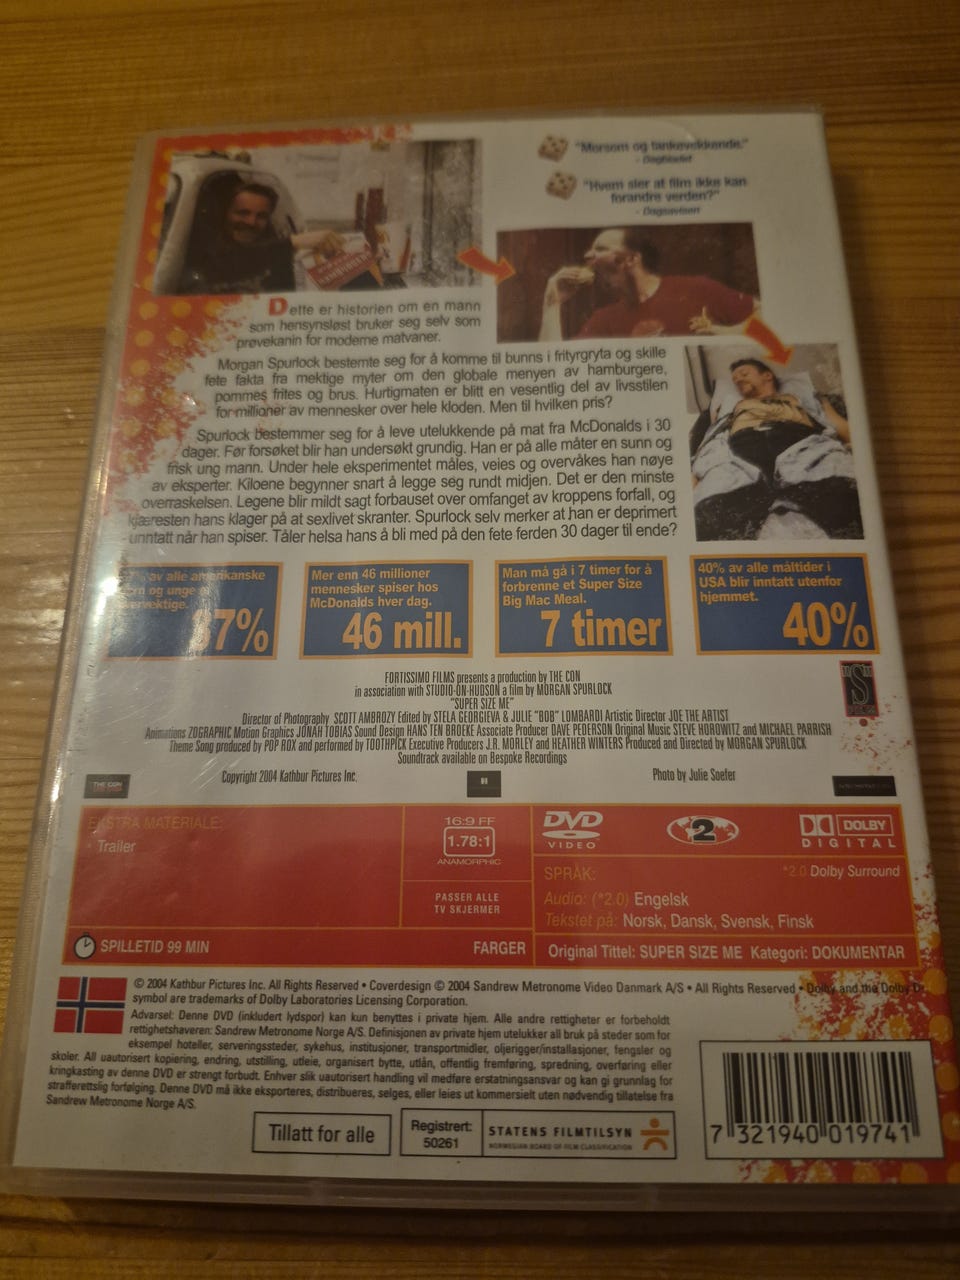 "Morsom og tankevekkende."
- Dagbladet
"Hvem sier at film ikke kan
forandre verden?"
- Dagsavisen
Dette er historien om en mann
som hensynsløst bruker seg selv som
prøvekanin for moderne matvaner.
Morgan Spurlock bestemte seg for å komme til bunns i frityrgryta og skille
fete fakta fra mektige myter om den globale menyen av hamburgere,
pommes frites og brus. Hurtigmaten er blitt en vesentlig del av livsstilen
for millioner av mennesker over hele kloden. Men til hvilken pris?
Spurlock bestemmer seg for å leve utelukkende på mat fra McDonalds i 30
dager. Før forsøket blir han undersøkt grundig. Han er på alle måter en sunn og
frisk ung mann. Under hele eksperimentet måles, veies og overvåkes han nøye
av eksperter. Kiloene begynner snart å legge seg rundt midjen. Det er den minste
overraskelsen. Legene blir mildt sagt forbauset over omfanget av kroppens forfall, og
kjæresten hans klager på at sexlivet skranter. Spurlock selv merker at han er deprimert
unntatt når han spiser. Tåler helsa hans å bli med på den fete ferden 30 dager til ende?
av alle amerikanske
og unge
7%
Mer enn 46 millioner
mennesker spiser hos
McDonalds hver dag.
46 mill.
Man må gå i 7 timer for å
forbrenne et Super Size
Big Mac Meal.
7 timer
40% av alle måltider i
USA blir inntatt utenfor
hjemmet.
40%
FORTISSIMO FILMS presents a production by THE CON
in association with STUDIO-ON-HUDSON a film by MORGAN SPURLOCK
"SUPER SIZE ME"
Director of Photography SCOTT AMBROZY Edited by STELA GEORGIEVA & JULIE "BOB" LOMBARDI Artistic Director JOE THE ARTIST
Animations ZOGRAPHIC Motion Graphics JONAH TOBIAS Sound Design HANS TEN BROEKE Associate Producer DAVE PEDERSON Original Music STEVE HOROWITZ and MICHAEL PARRISH
Theme Song produced by POP ROX and performed by TOOTHPICK Executive Producers J.R. MORLEY and HEATHER WINTERS Produced and Directed by MORGAN SPURLOCK
Soundtrack available on Bespoke Recordings
THE CON
Copyright 2004 Kathbur Pictures Inc.
Photo by Julie Soefer
EKSTRA MATERIALE:
· Trailer
16:9 FF
1.78:1
ANAMORPHIC
PASSER ALLE
TV SKJERMER
DVD
VIDEO
2
DOLBY
DIGITAL
SPRÅK:
*2.0 Dolby Surround
Audio: (*2.0) Engelsk
Tekstet på: Norsk, Dansk, Svensk, Finsk
SPILLETID 99 MIN
FARGER
Original Tittel: SUPER SIZE ME Kategori: DOKUMENTAR
© 2004 Kathbur Pictures Inc. All Rights Reserved • Coverdesign © 2004 Sandrew Metronome Video Danmark A/S • All Rights Reserved • Dolby and the Dolby D
symbol are trademarks of Dolby Laboratories Licensing Corporation.
Advarsel: Denne DVD (inkludert lydspor) kan kun benyttes i private hjem. Alle andre rettigheter er forbeholdt
rettighetshaveren: Sandrew Metronome Norge A/S. Definisjonen av private hjem utelukker all bruk på steder som for
eksempel hoteller, serveringssteder, sykehus, institusjoner, transportmidler, oljerigger/installasjoner, fengsler og
skoler. All uautorisert kopiering, endring, utstilling, utleie, organisert bytte, utlån, offentlig fremføring, spredning, overføring eller
kringkasting av denne DVD er strengt forbudt. Enhver slik uautorisert handling vil medføre erstatningsansvar og kan gi grunnlag for
strafferettslig forfølging. Denne DVD må ikke eksporteres, distribueres, selges, eller leies ut kommersielt uten nødvendig tillatelse fra
Sandrew Metronome Norge A/S.
Tillatt for alle
Registrert:
50261
STATENS FILMTILSYN
NORWEGIAN BOARD OF FILM CLASSIFICATION
7 321940 019741